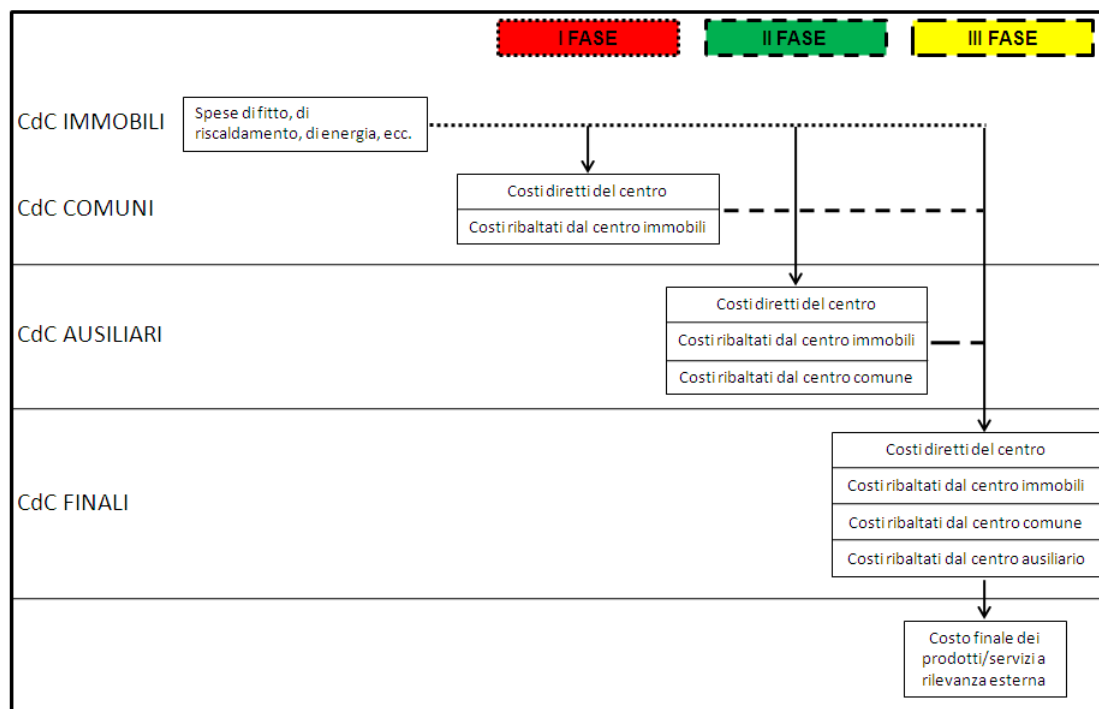 I FASE
II FASE
III FASE
CdC IMMOBILI
Spese di fitto, di
riscaldamento, di energia, ecc.
CdC COMUNI
Costi diretti del centro
Costi ribaltati dal centro immobili
CdC AUSILIARI
Costi diretti del centro
Costi ribaltati dal centro immobili
Costi ribaltati dal centro comune
CdC FINALI
Costi diretti del centro
Costi ribaltati dal centro immobili
Costi ribaltati dal centro comune
Costi ribaltati dal centro ausiliario
Costo finale dei
prodotti/servizi a
rilevanza esterna